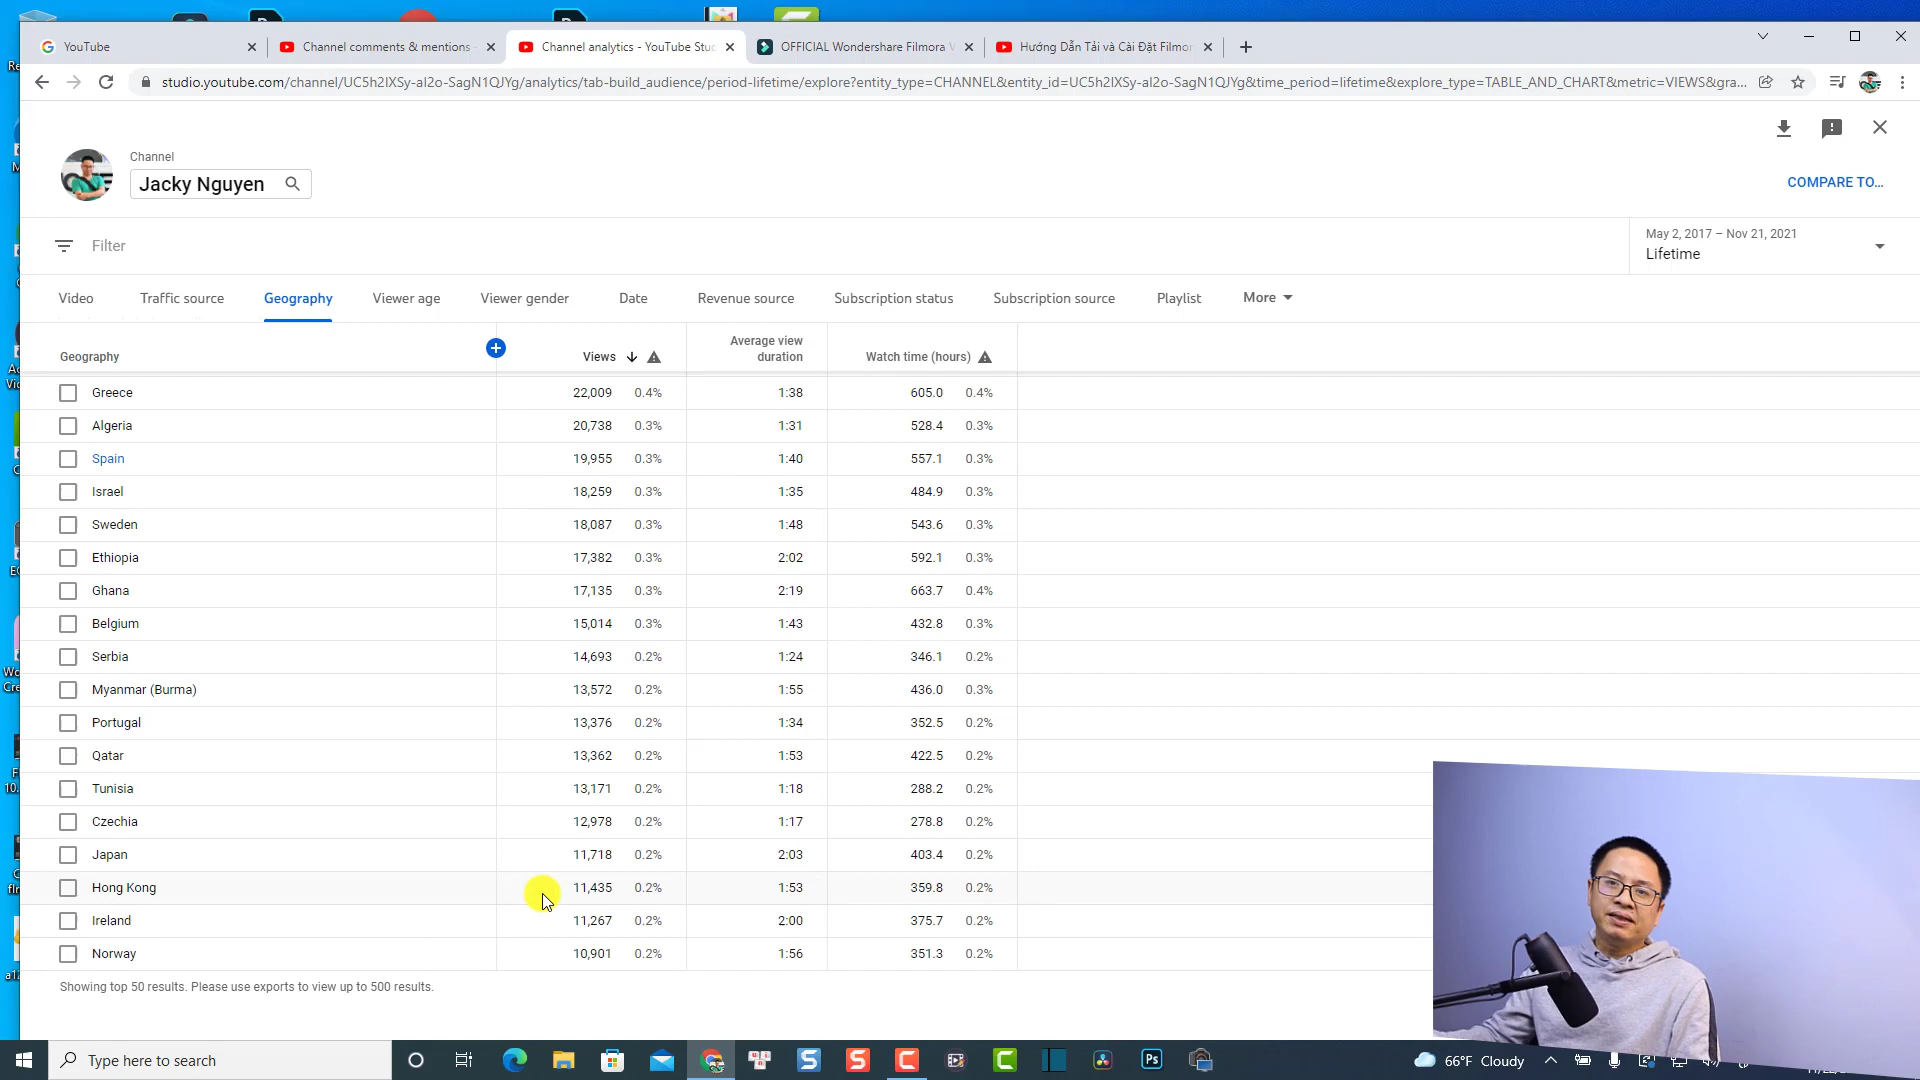 YouTube
Channel comments & mentions -
Channel analytics - YouTube Stuc
OFFICIAL Wondershare Filmora V
Hướng Dẫn Tải và Cài Đặt Filmor
studio.youtube.com/channel/UC5h2IXSy-aI2o-SagN1QJYg/analytics/tab-build_audience/period-lifetime/explore?entity_type=CHANNEL&entity_id=UC5h2IXSy-aI2o-SagN1QJYg&time_period=lifetime&explore_type=TABLE_AND_CHART&metric=VIEWS&gra...
Channel
Jacky Nguyen
COMPARE TO...
Filter
May 2, 2017 – Nov 21, 2021
Lifetime
Video Traffic source Geography Viewer age Viewer gender Date Revenue source Subscription status Subscription source Playlist More
Geography Views Average view duration Watch time (hours)
Greece 22,009 0.4% 1:38 605.0 0.4%
Algeria 20,738 0.3% 1:31 528.4 0.3%
Spain 19,955 0.3% 1:40 557.1 0.3%
Israel 18,259 0.3% 1:35 484.9 0.3%
Sweden 18,087 0.3% 1:48 543.6 0.3%
Ethiopia 17,382 0.3% 2:02 592.1 0.3%
Ghana 17,135 0.3% 2:19 663.7 0.4%
Belgium 15,014 0.3% 1:43 432.8 0.3%
Serbia 14,693 0.2% 1:24 346.1 0.2%
Myanmar (Burma) 13,572 0.2% 1:55 436.0 0.3%
Portugal 13,376 0.2% 1:34 352.5 0.2%
Qatar 13,362 0.2% 1:53 422.5 0.2%
Tunisia 13,171 0.2% 1:18 288.2 0.2%
Czechia 12,978 0.2% 1:17 278.8 0.2%
Japan 11,718 0.2% 2:03 403.4 0.2%
Hong Kong 11,435 0.2% 1:53 359.8 0.2%
Ireland 11,267 0.2% 2:00 375.7 0.2%
Norway 10,901 0.2% 1:56 351.3 0.2%
Showing top 50 results. Please use exports to view up to 500 results.
Type here to search
Ps
66°F Cloudy